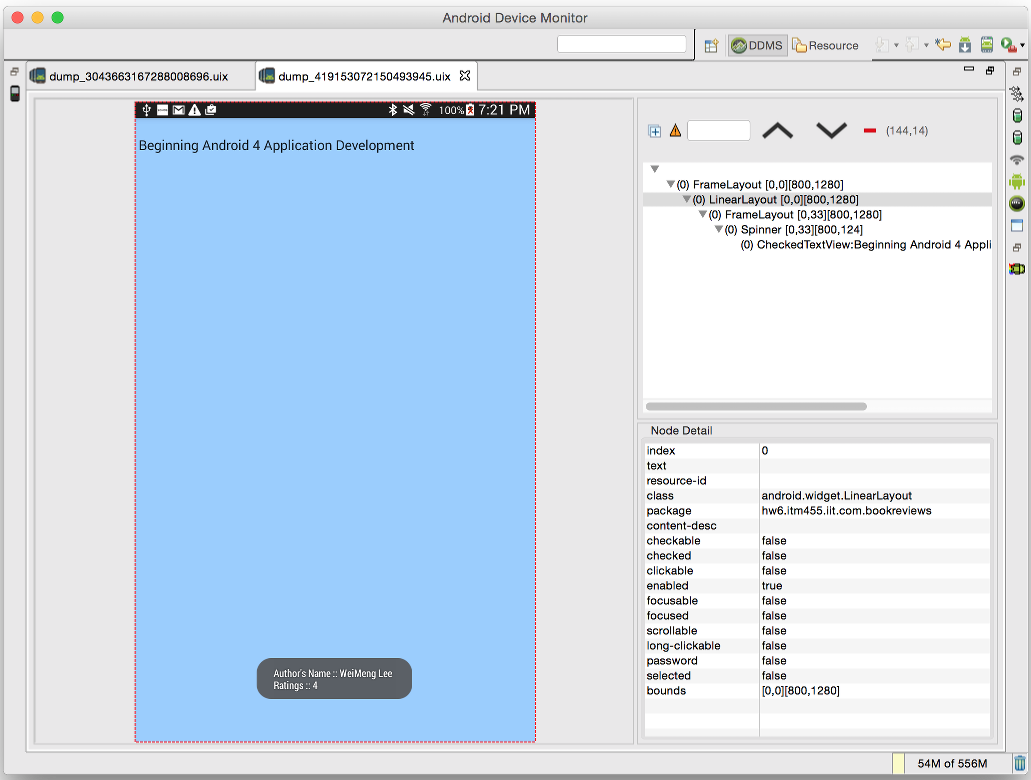 Android Device Monitor
DDMS
Resource
dump_3043663167288008696.uix
dump_419153072150493945.uix
100%
7:21 PM
Beginning Android 4 Application Development
Author's Name :: WeiMeng Lee
Ratings :: 4
(144,14)
(0) FrameLayout [0,0][800,1280]
(0) LinearLayout [0,0][800,1280]
(0) FrameLayout [0,33][800,1280]
(0) Spinner [0,33][800,124]
(0) CheckedTextView:Beginning Android 4 Appli
Node Detail
index 0
text
resource-id
class android.widget.LinearLayout
package hw6.itm455.iit.com.bookreviews
content-desc
checkable false
checked false
clickable false
enabled true
focusable false
focused false
scrollable false
long-clickable false
password false
selected false
bounds [0,0][800,1280]
54M of 556M